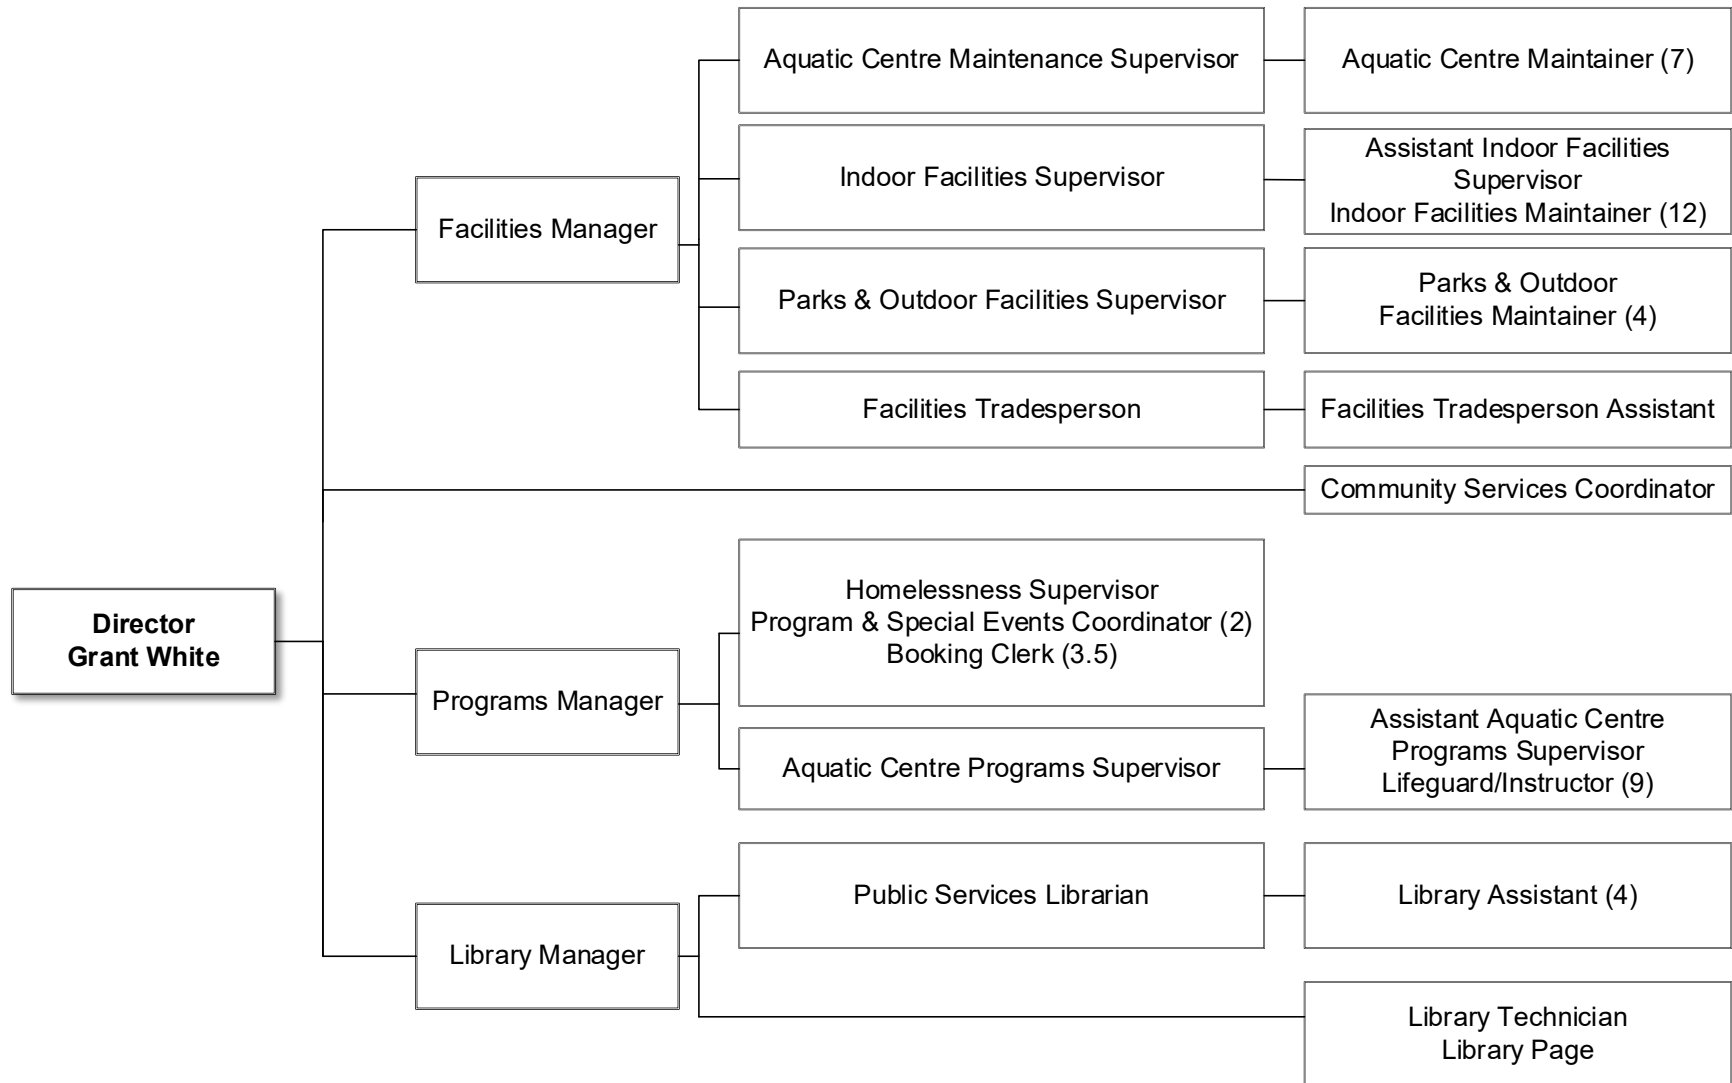 Aquatic Centre Maintenance Supervisor
Aquatic Centre Maintainer (7)
Indoor Facilities Supervisor
Assistant Indoor Facilities
Supervisor
Indoor Facilities Maintainer (12)
Facilities Manager
Parks & Outdoor Facilities Supervisor
Parks & Outdoor
Facilities Maintainer (4)
Facilities Tradesperson
Facilities Tradesperson Assistant
Community Services Coordinator
Director
Grant White
Homelessness Supervisor
Program & Special Events Coordinator (2)
Booking Clerk (3.5)
Programs Manager
Aquatic Centre Programs Supervisor
Assistant Aquatic Centre
Programs Supervisor
Lifeguard/Instructor (9)
Public Services Librarian
Library Assistant (4)
Library Manager
Library Technician
Library Page